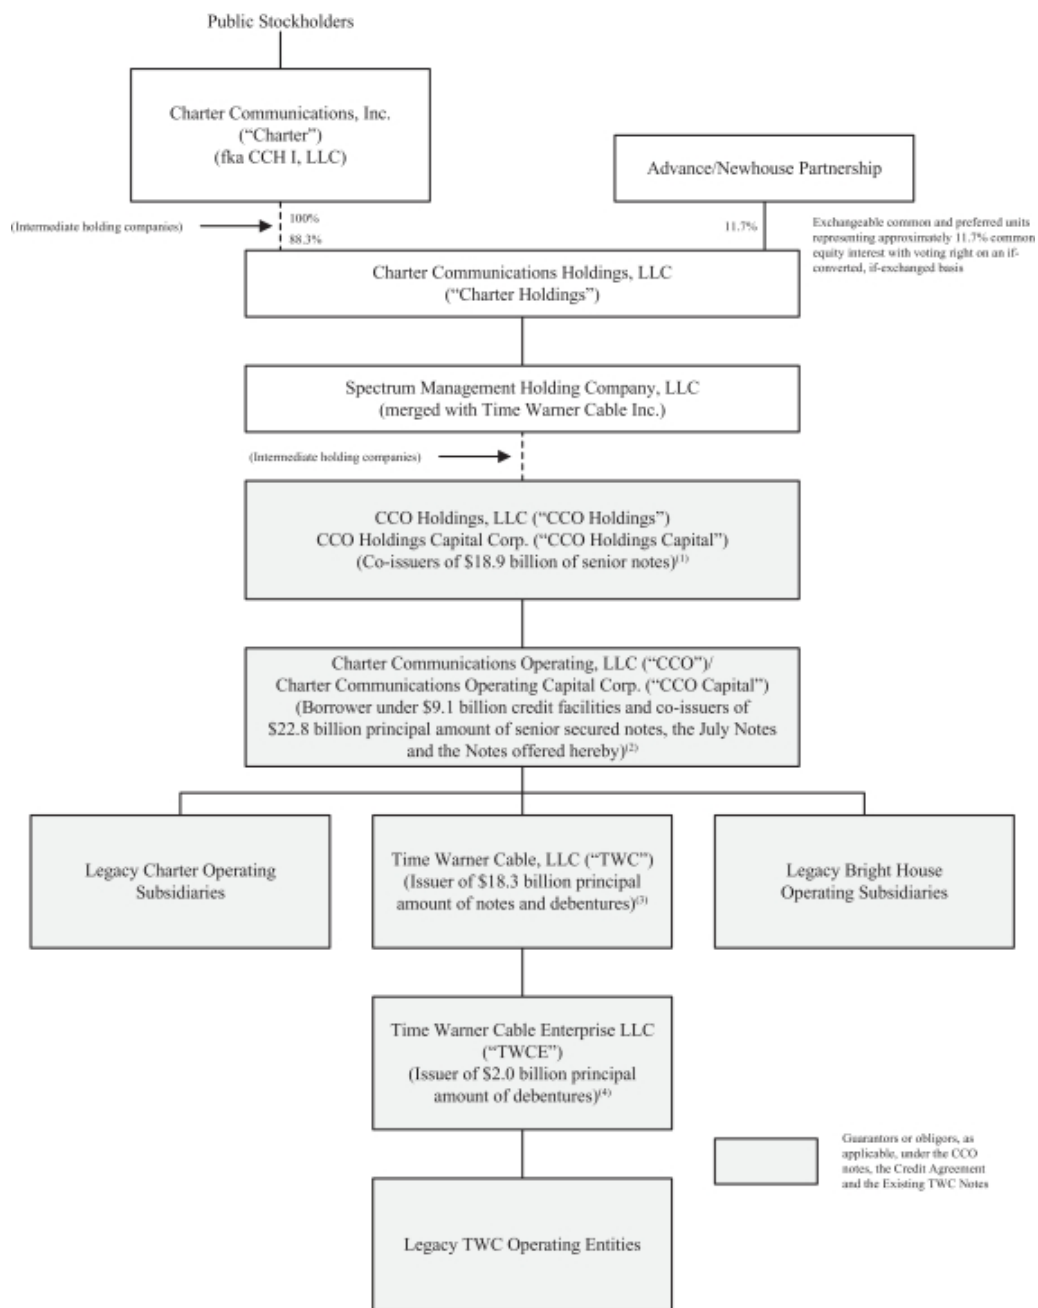 Public Stockholders
Charter Communications, Inc.
(“Charter”)
(fka CCH I, LLC)
Advance/Newhouse Partnership
(Intermediate holding companies)
100%
88.3%
11.7%
Exchangeable common and preferred units
representing approximately 11.7% common
equity interest with voting right on an if-
converted, if-exchanged basis
Charter Communications Holdings, LLC
(“Charter Holdings”)
Spectrum Management Holding Company, LLC
(merged with Time Warner Cable Inc.)
(Intermediate holding companies)
CCO Holdings, LLC (“CCO Holdings”)
CCO Holdings Capital Corp. (“CCO Holdings Capital”)
(Co-issuers of $18.9 billion of senior notes)(1)
Charter Communications Operating, LLC (“CCO”)/
Charter Communications Operating Capital Corp. (“CCO Capital”)
(Borrower under $9.1 billion credit facilities and co-issuers of
$22.8 billion principal amount of senior secured notes, the July Notes
and the Notes offered hereby)(2)
Legacy Charter Operating
Subsidiaries
Time Warner Cable, LLC (“TWC”)
(Issuer of $18.3 billion principal
amount of notes and debentures)(3)
Legacy Bright House
Operating Subsidiaries
Time Warner Cable Enterprise LLC
(“TWCE”)
(Issuer of $2.0 billion principal
amount of debentures)(4)
Guarantors or obligors, as
applicable, under the CCO
notes, the Credit Agreement
and the Existing TWC Notes
Legacy TWC Operating Entities